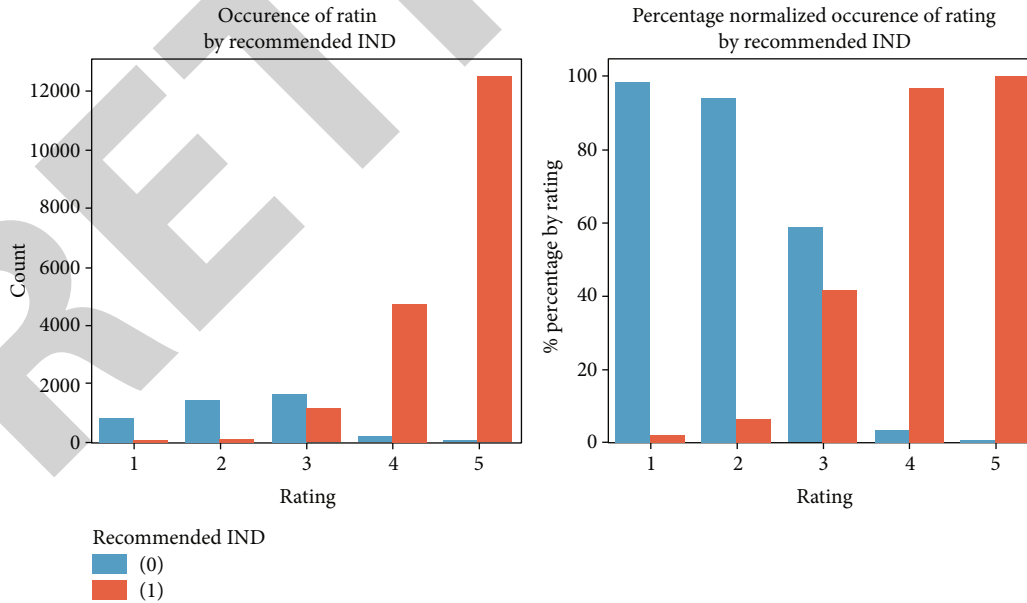 Occurence of ratin
by recommended IND
Count
12000
10000
8000
6000
4000
2000
0
1 2 3 4 5
Rating
Percentage normalized occurence of rating
by recommended IND
% percentage by rating
100
80
60
40
20
0
1 2 3 4 5
Rating
Recommended IND
(0)
(1)
RET